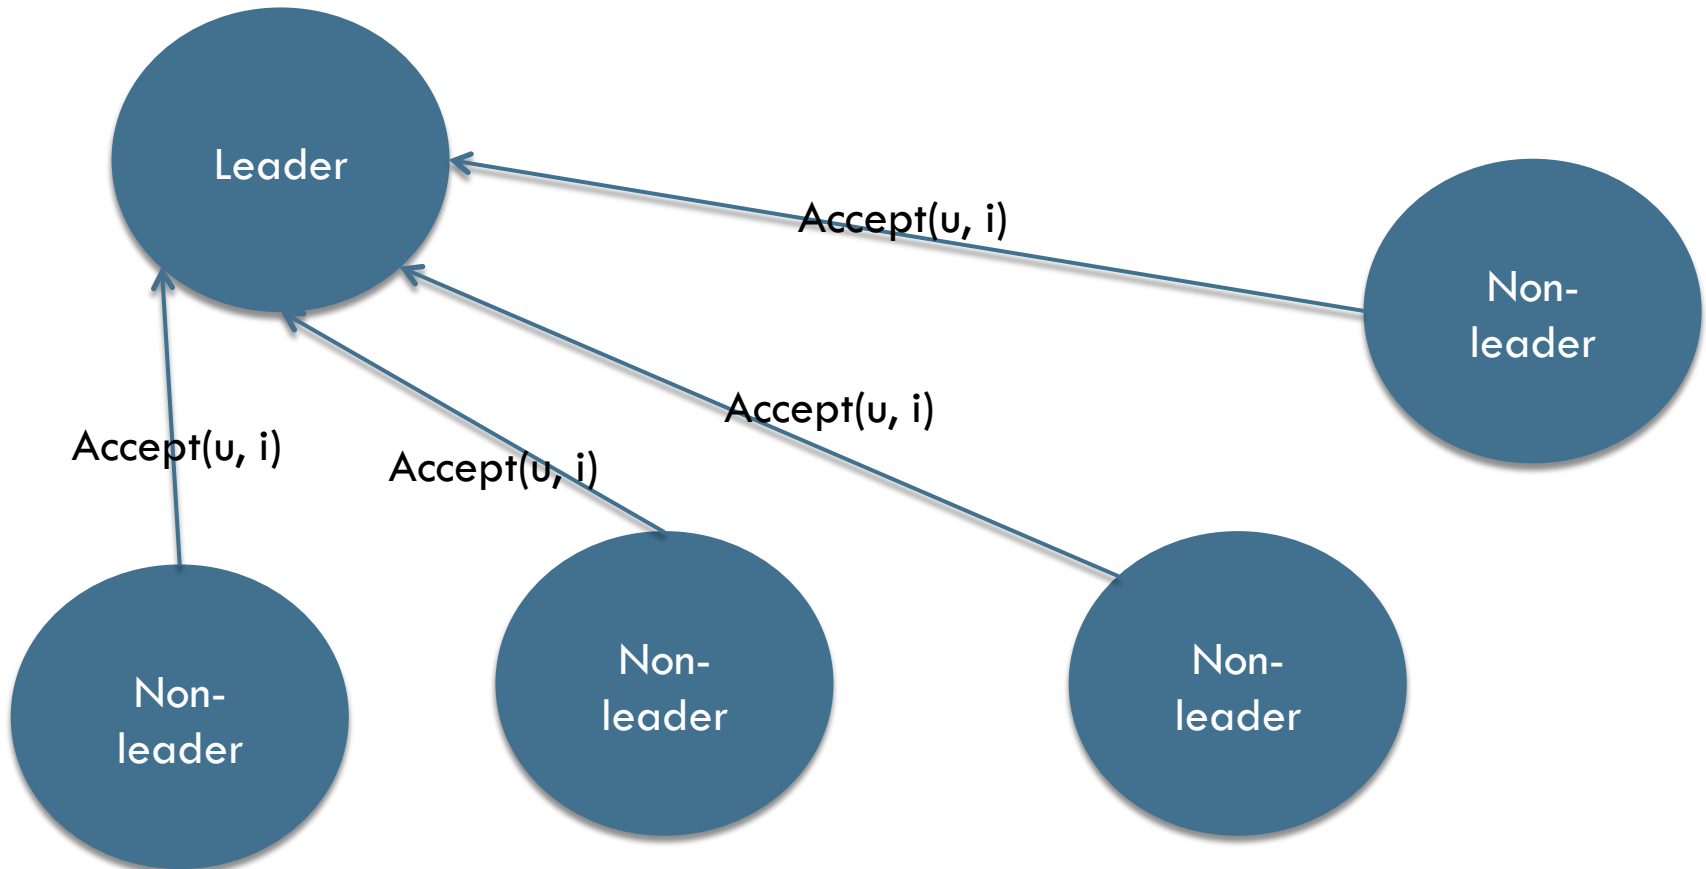 Leader
Accept(u, i)
Non-
leader
Accept(u, i)
Accept(u, i)
Accept(u, i)
Non-
leader
Non-
leader
Non-
leader